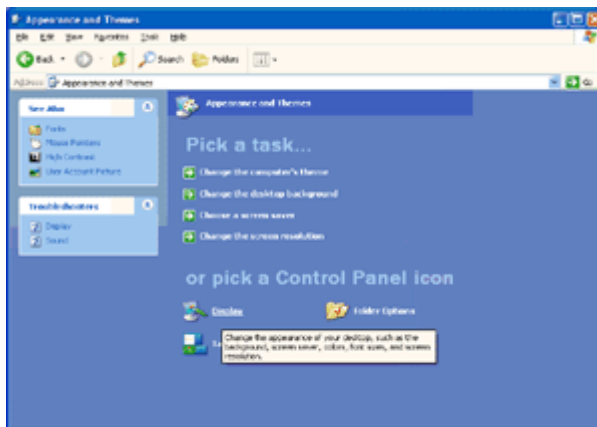 Appearance and Themes
File Edit View Favorites Tools Help
Back Search Folders
Address Appearance and Themes Go
See Also
Fonts
Mouse Pointers
High Contrast
User Account Picture
Troubleshooters
Display
Sound
Appearance and Themes
Pick a task...
Change the computer's theme
Change the desktop background
Choose a screen saver
Change the screen resolution
or pick a Control Panel icon
Display Folder Options
Change the appearance of your desktop, such as the
background, screen saver, colors, font sizes, and screen
resolution.